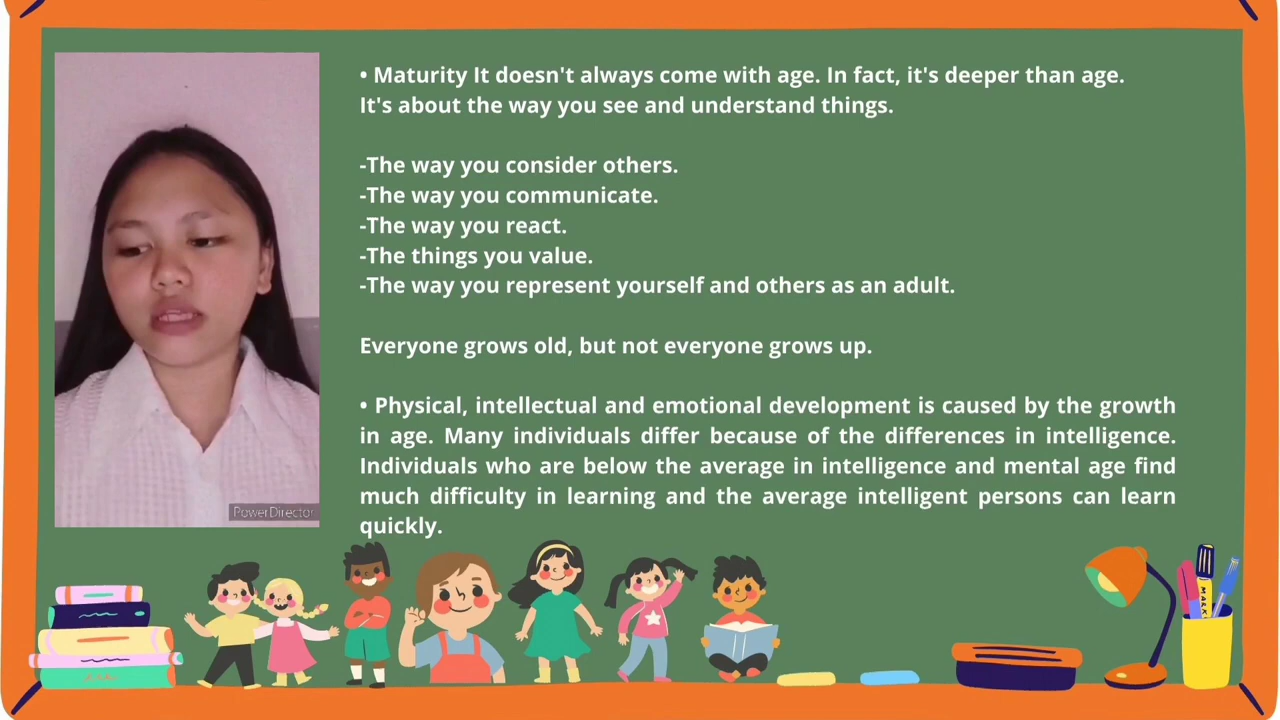 • Maturity It doesn't always come with age. In fact, it's deeper than age.
It's about the way you see and understand things.
-The way you consider others.
-The way you communicate.
-The way you react.
-The things you value.
-The way you represent yourself and others as an adult.
Everyone grows old, but not everyone grows up.
• Physical, intellectual and emotional development is caused by the growth
in age. Many individuals differ because of the differences in intelligence.
Individuals who are below the average in intelligence and mental age find
much difficulty in learning and the average intelligent persons can learn
quickly.
PowerDirector